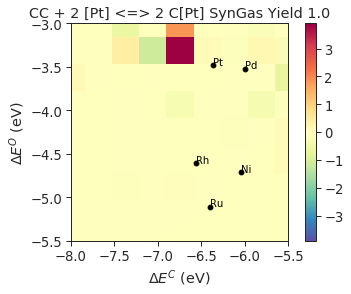 CC + 2 [Pt] <=> 2 C[Pt] SynGas Yield 1.0
−3.0
−3.5
−4.0
−4.5
−5.0
−5.5
ΔE^O (eV)
Pt
Pd
Rh
Ni
Ru
−8.0 −7.5 −7.0 −6.5 −6.0 −5.5
ΔE^C (eV)
3
2
1
0
−1
−2
−3